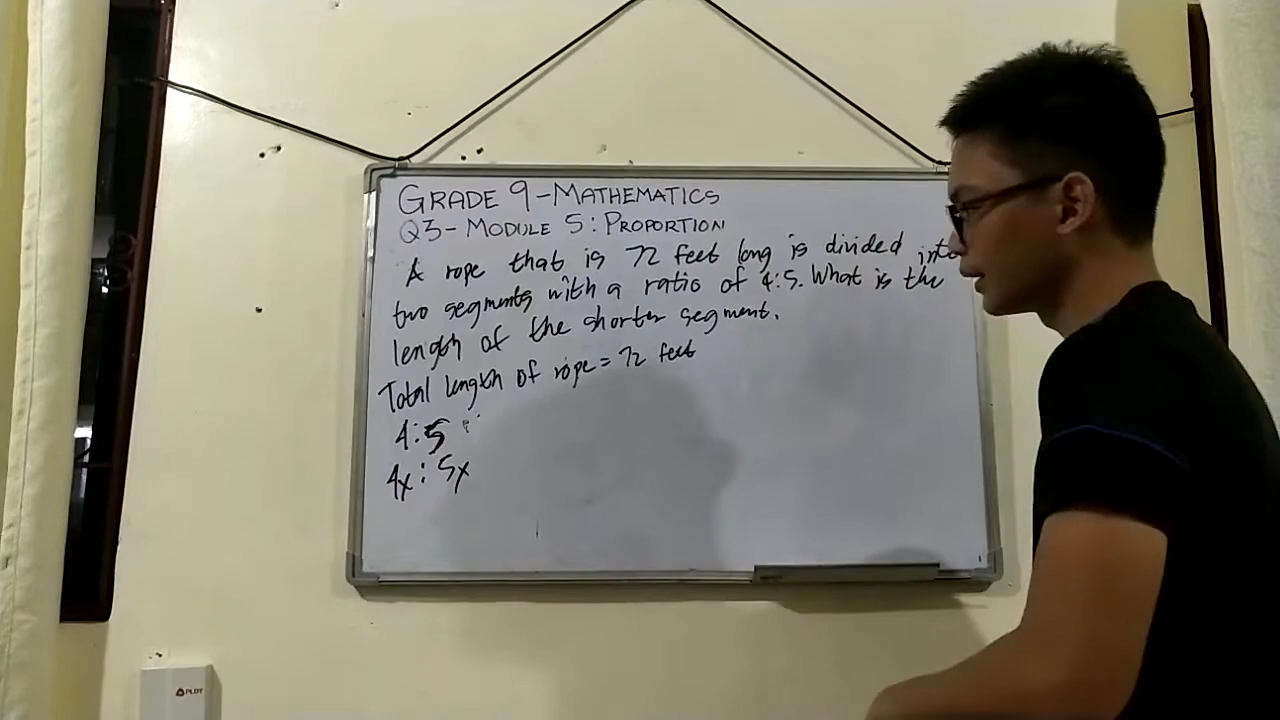 GRADE 9-MATHEMATICS
Q3-MODULE 5: PROPORTION
A rope that is 72 feet long is divided into
two segments with a ratio of 4:5. What is the
length of the shorter segment.
Total length of rope = 72 feet
4:5
4x : 5x
PLDT